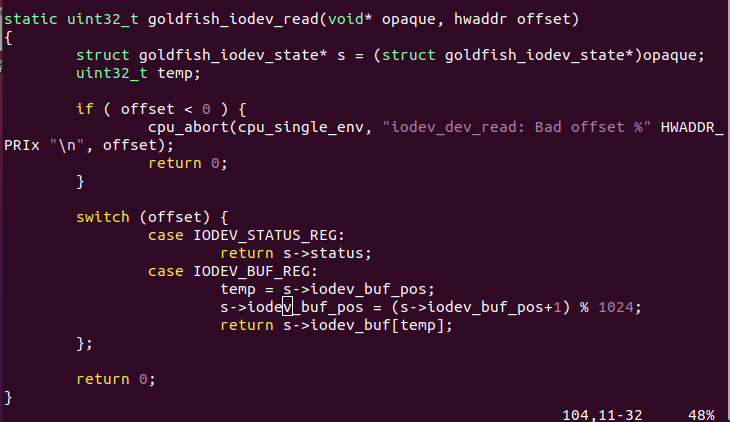 static uint32_t goldfish_iodev_read(void* opaque, hwaddr offset)
{
        struct goldfish_iodev_state* s = (struct goldfish_iodev_state*)opaque;
        uint32_t temp;

        if ( offset < 0 ) {
                cpu_abort(cpu_single_env, "iodev_dev_read: Bad offset %" HWADDR_
PRIx "\n", offset);
                return 0;
        }

        switch (offset) {
                case IODEV_STATUS_REG:
                        return s->status;
                case IODEV_BUF_REG:
                        temp = s->iodev_buf_pos;
                        s->iodev_buf_pos = (s->iodev_buf_pos+1) % 1024;
                        return s->iodev_buf[temp];
        };

        return 0;
}
104,11-32     48%